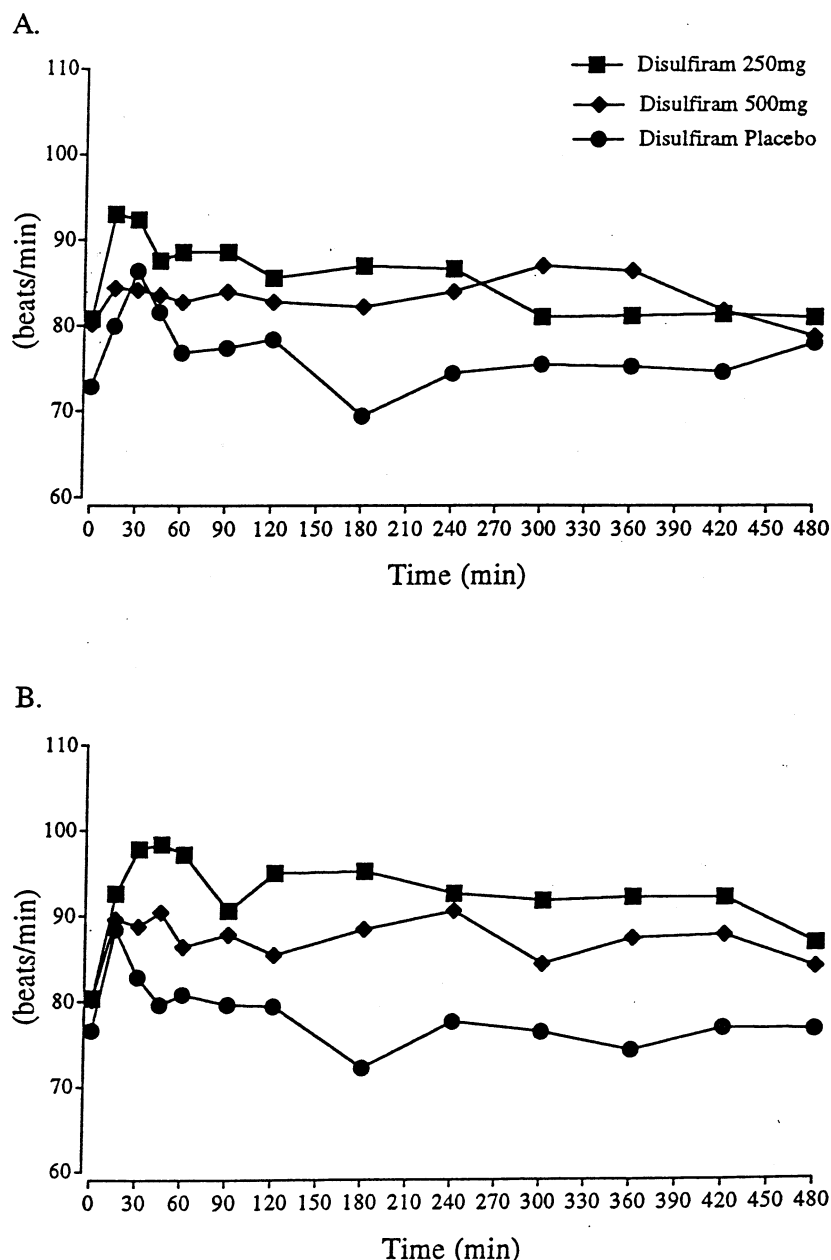 A.
Disulfiram 250mg
Disulfiram 500mg
Disulfiram Placebo
110
100
90
80
70
60
(beats/min)
0 30 60 90 120 150 180 210 240 270 300 330 360 390 420 450 480
Time (min)
B.
110
100
90
80
70
60
(beats/min)
0 30 60 90 120 150 180 210 240 270 300 330 360 390 420 450 480
Time (min)